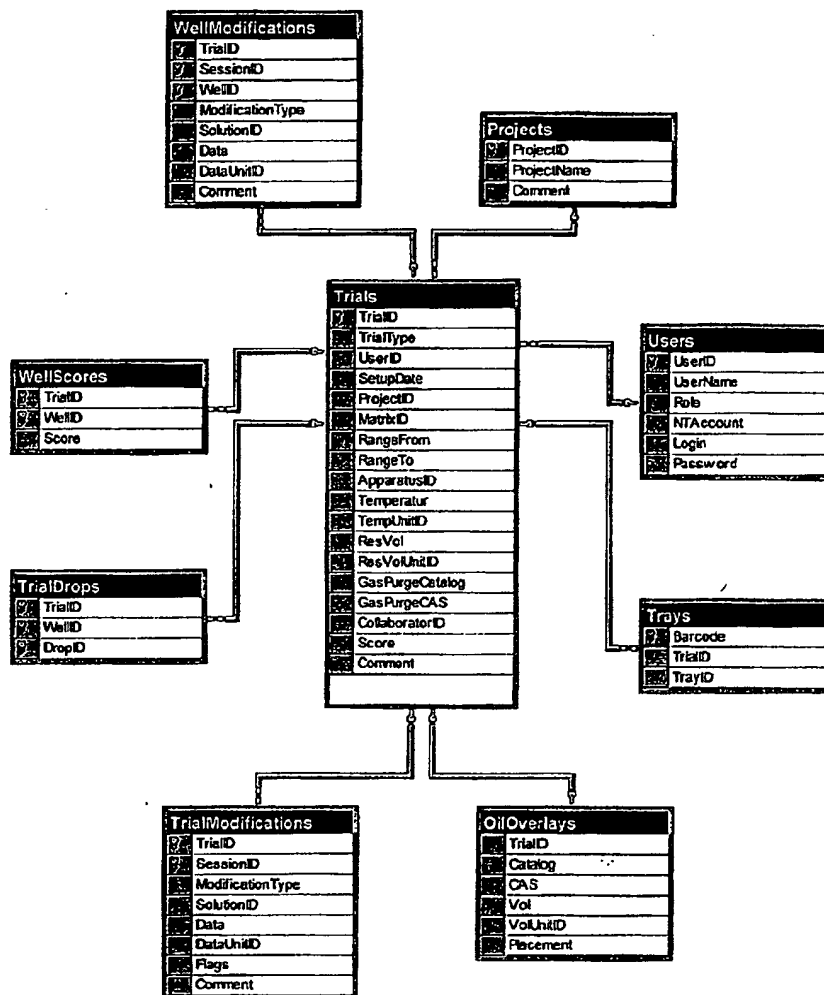 WellModifications
TrialID
SessionID
WellID
ModificationType
SolutionID
Data
DataUnitID
Comment
Projects
ProjectID
ProjectName
Comment
Trials
TrialID
TrialType
UserID
SetupDate
ProjectID
MatrixID
RangeFrom
RangeTo
ApparatusID
Temperatur
TempUnitID
ResVol
ResVolUnitID
GasPurgeCatalog
GasPurgeCAS
CollaboratorID
Score
Comment
WellScores
TrialID
WellID
Score
Users
UserID
UserName
Role
NTAccount
Login
Password
TrialDrops
TrialID
WellID
DropID
Trays
Barcode
TrialID
TrayID
TrialModifications
TrialID
SessionID
ModificationType
SolutionID
Data
DataUnitID
Flags
Comment
OilOverlays
TrialID
Catalog
CAS
Vol
VolUnitID
Placement